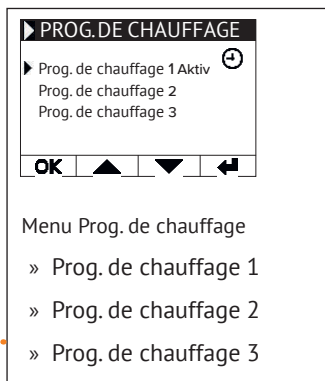 PROG. DE CHAUFFAGE
Prog. de chauffage 1 Aktiv
Prog. de chauffage 2
Prog. de chauffage 3
OK
Menu Prog. de chauffage
» Prog. de chauffage 1
» Prog. de chauffage 2
» Prog. de chauffage 3